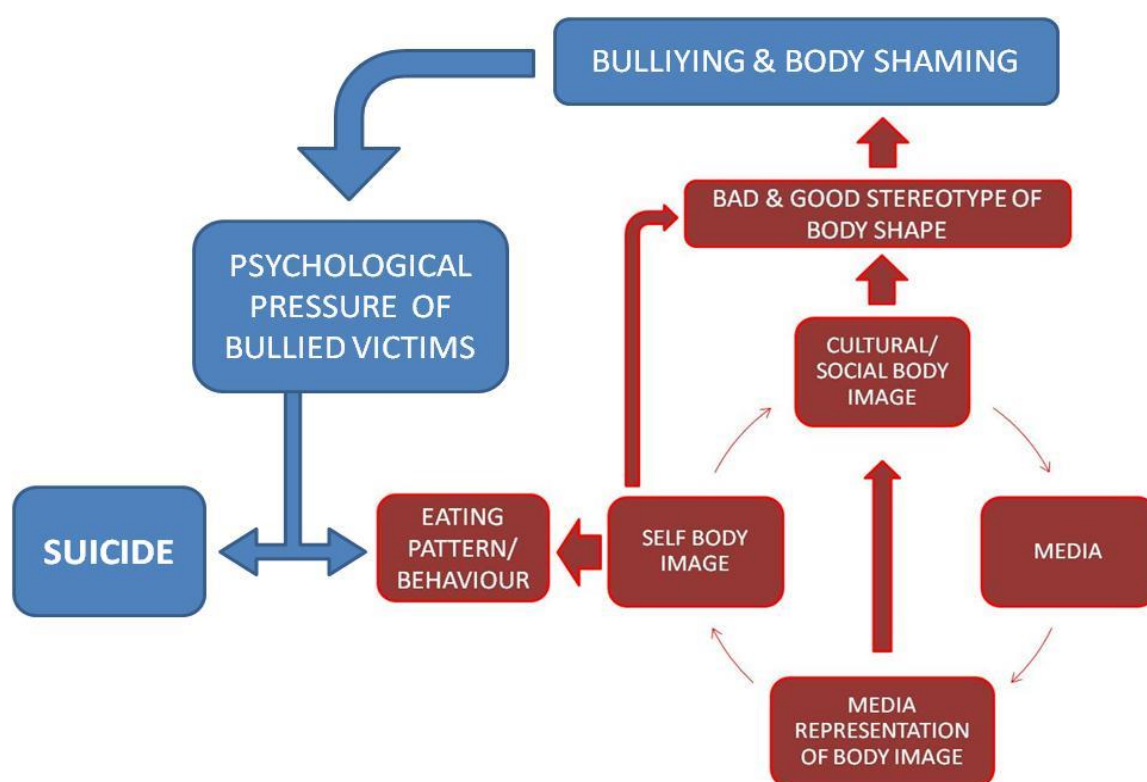 BULLIYING & BODY SHAMING
BAD & GOOD STEREOTYPE OF
BODY SHAPE
PSYCHOLOGICAL
PRESSURE OF
BULLIED VICTIMS
CULTURAL/
SOCIAL BODY
IMAGE
SUICIDE
EATING
PATTERN/
BEHAVIOUR
SELF BODY
IMAGE
MEDIA
MEDIA
REPRESENTATION
OF BODY IMAGE